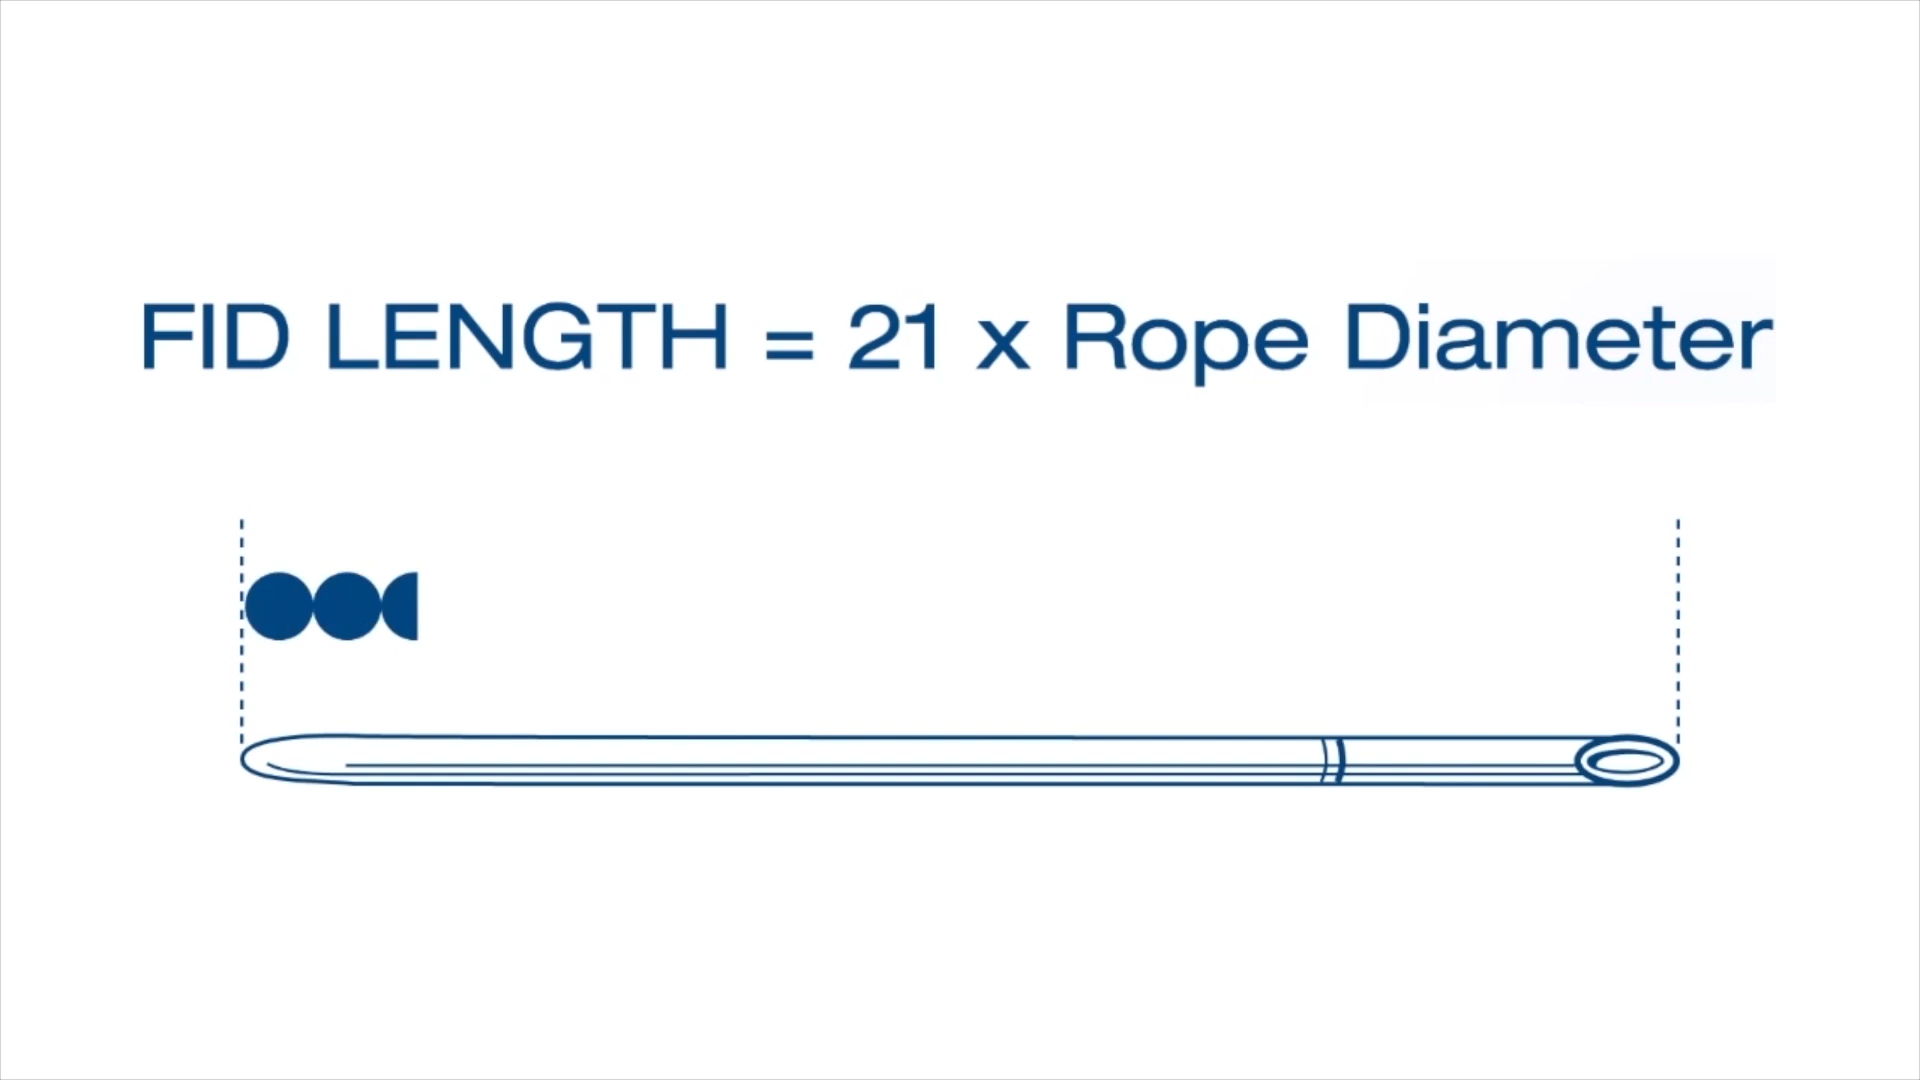 FID LENGTH = 21 x Rope Diameter